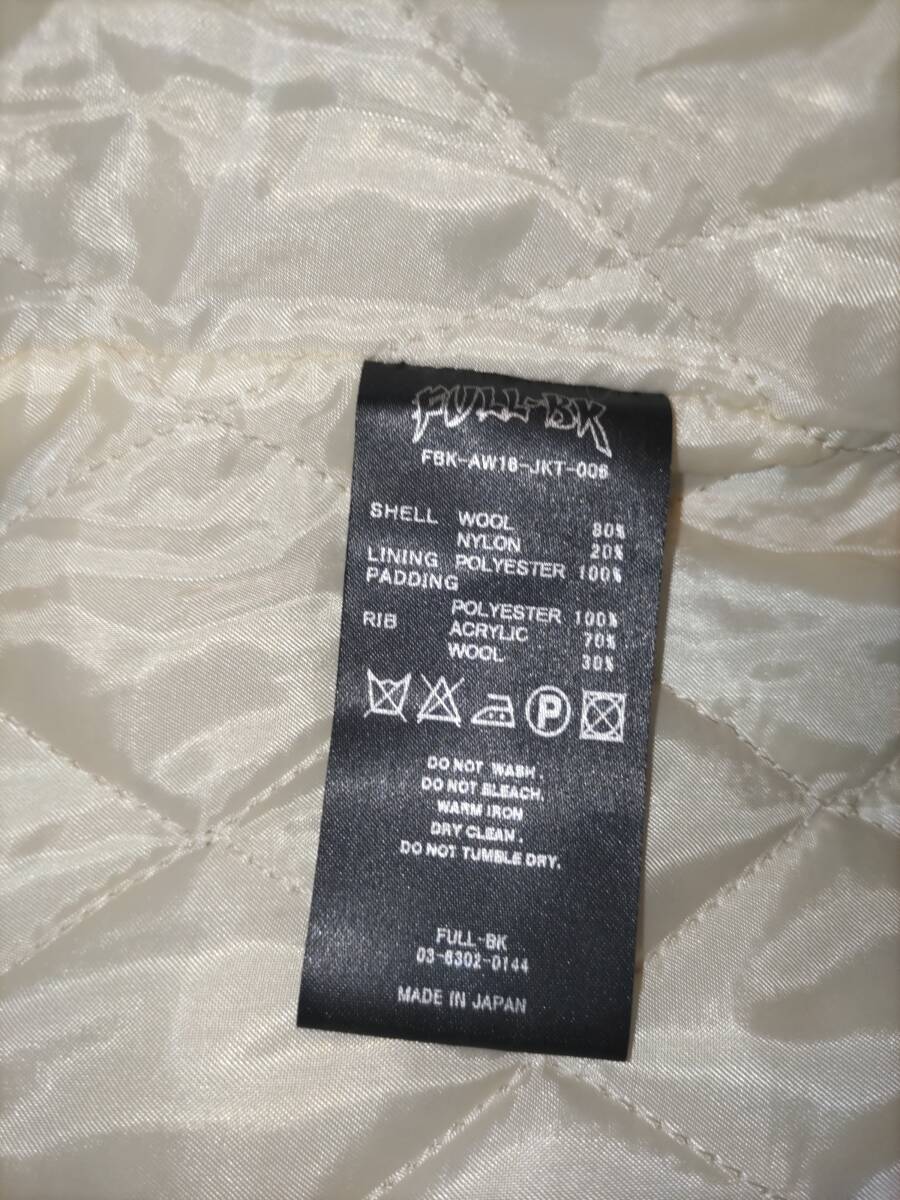 FULL-BK
FBK-AW18-JKT-006
SHELL WOOL 80%
NYLON 20%
LINING POLYESTER 100%
PADDING
POLYESTER 100%
RIB ACRYLIC 70%
WOOL 30%
P
DO NOT WASH.
DO NOT BLEACH.
WARM IRON
DRY CLEAN.
DO NOT TUMBLE DRY.
FULL-BK
03-6302-0144
MADE IN JAPAN